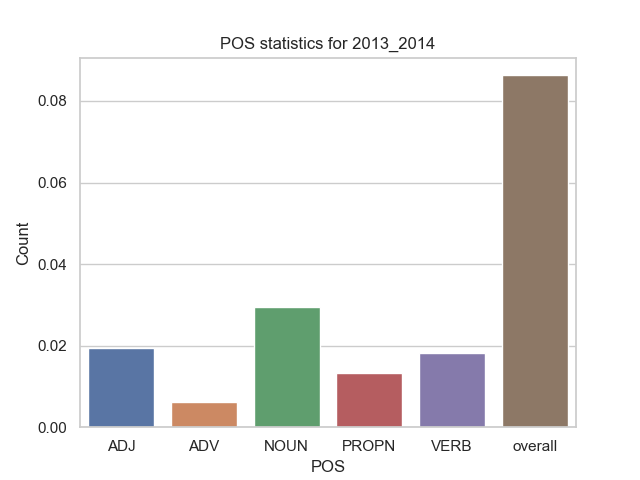 POS statistics for 2013_2014
Count
0.08
0.06
0.04
0.02
0.00
ADJ ADV NOUN PROPN VERB overall
POS